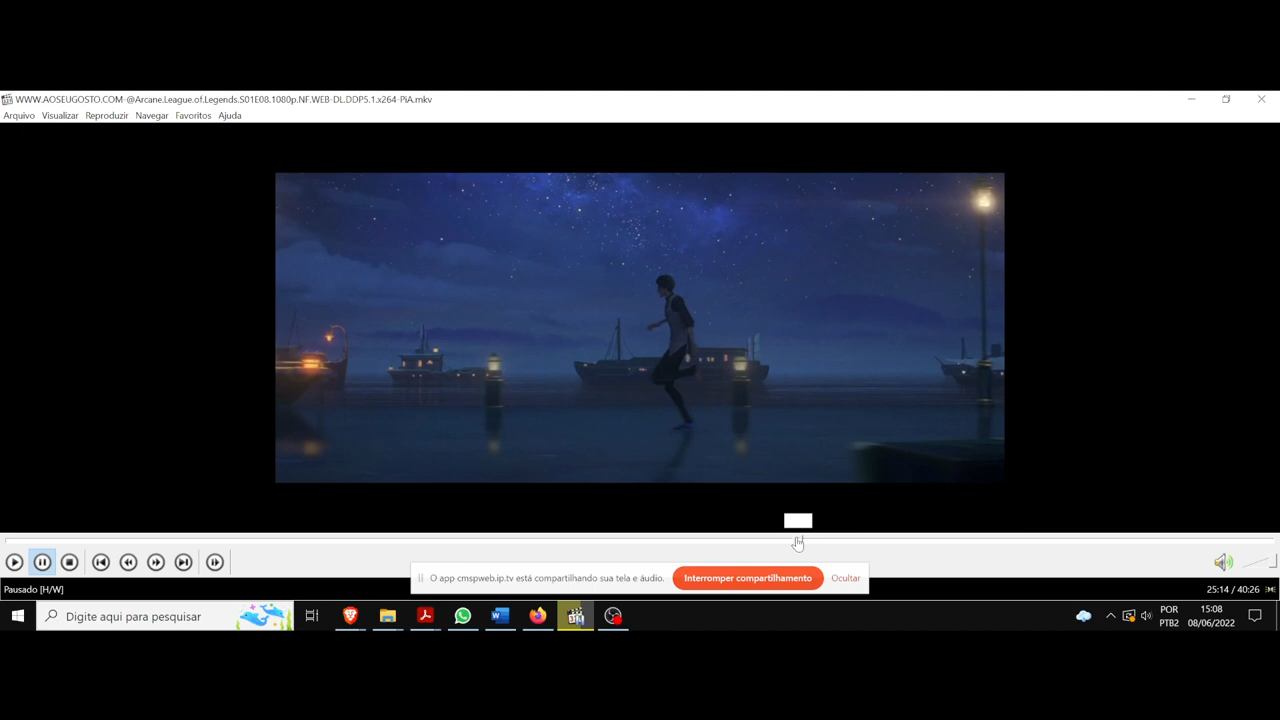 WWW.AOSEUGOSTO.COM-@Arcane.League.of.Legends.S01E08.1080p.NF.WEB-DL.DDP5.1.x264-PiA.mkv
Arquivo Visualizar Reproduzir Navegar Favoritos Ajuda
O app cmspweb.ip.tv está compartilhando sua tela e áudio. Interromper compartilhamento Ocultar
Pausado [H/W] 25:14 / 40:26
Digite aqui para pesquisar
POR 15:08
PTB2 08/06/2022